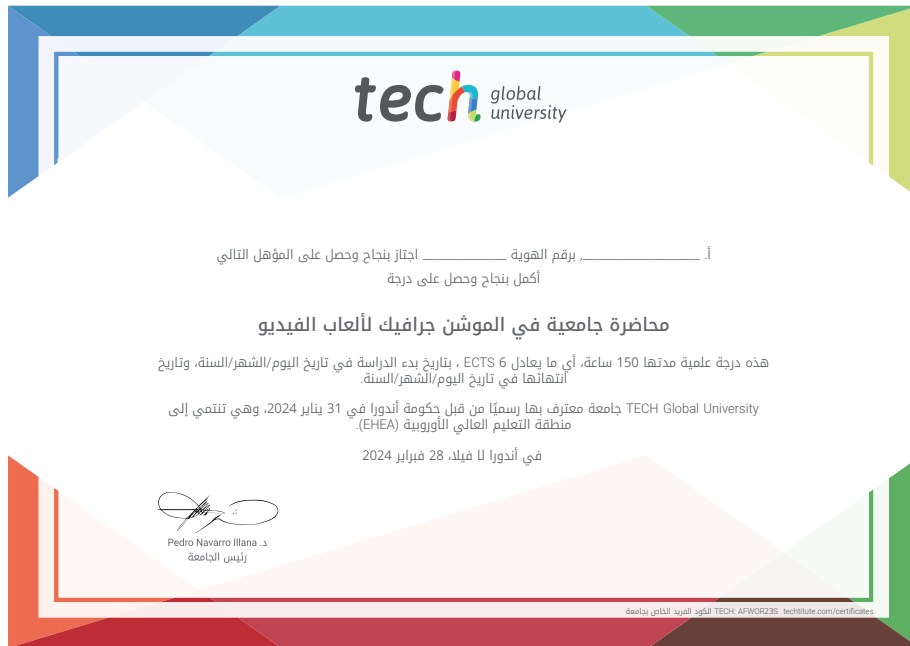 tech global
university
أ. ____________________, برقم الهوية ______________ اجتاز بنجاح وحصل على المؤهل التالي
أكمل بنجاح وحصل على درجة
محاضرة جامعية في الموشن جرافيك لألعاب الفيديو
هذه درجة علمية مدتها 150 ساعة، أي ما يعادل 6 ECTS ، بتاريخ بدء الدراسة في تاريخ اليوم/الشهر/السنة، وتاريخ
انتهائها في تاريخ اليوم/الشهر/السنة.
TECH Global University جامعة معترف بها رسميًا من قبل حكومة أندورا في 31 يناير 2024، وهي تنتمي إلى
منطقة التعليم العالي الأوروبية (EHEA).
في أندورا لا فيلا، 28 فبراير 2024
د. Pedro Navarro Illana
رئيس الجامعة
الكود الفريد الخاص بجامعة TECH: AFWOR23S techtitute.com/certificates